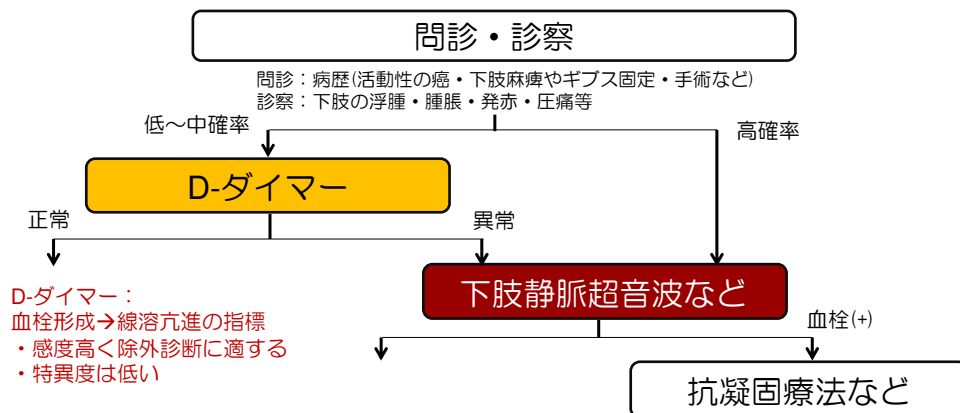 問診・診察
問診：病歴(活動性の癌・下肢麻痺やギプス固定・手術など)
診察：下肢の浮腫・腫脹・発赤・圧痛等
低～中確率
高確率
D-ダイマー
正常
異常
下肢静脈超音波など
D-ダイマー：
血栓形成→線溶亢進の指標
・感度高く除外診断に適する
・特異度は低い
血栓(+)
抗凝固療法など